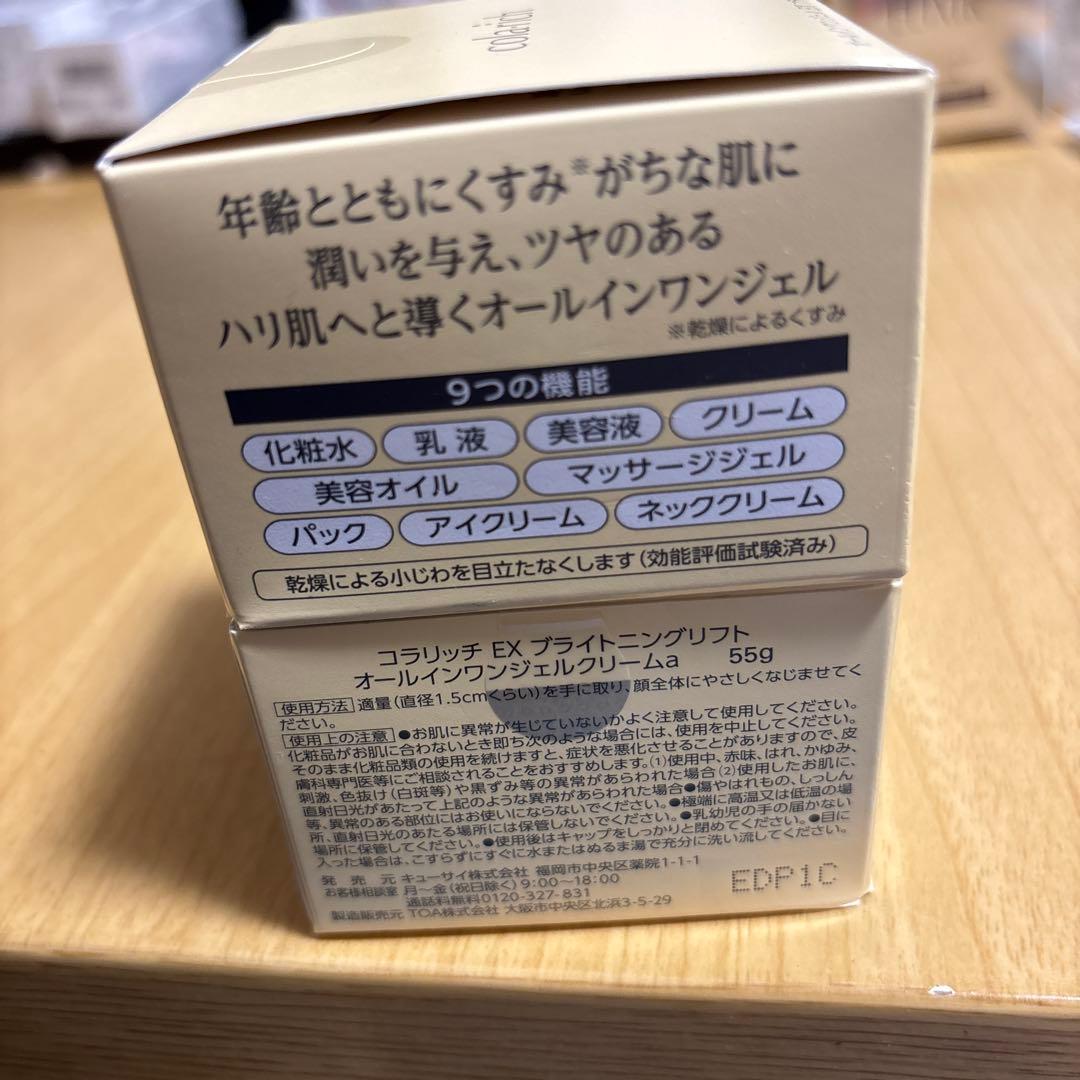 colarich
年齢とともにくすみ※がちな肌に
潤いを与え、ツヤのある
ハリ肌へと導くオールインワンジェル
※乾燥によるくすみ
9つの機能
化粧水 乳液 美容液 クリーム
美容オイル マッサージジェル
パック アイクリーム ネッククリーム
乾燥による小じわを目立たなくします(効能評価試験済み)
コラリッチ EX ブライトニングリフト
オールインワンジェルクリームa 55g
使用方法 適量(直径1.5cmくらい)を手に取り、顔全体にやさしくなじませてく
ださい。
使用上の注意 ●お肌に異常が生じていないかよく注意して使用してください。
化粧品がお肌に合わないとき即ち次のような場合には、使用を中止してください。
そのまま化粧品類の使用を続けますと、症状を悪化させることがありますので、皮
膚科専門医等にご相談されることをおすすめします。(1)使用中、赤味、はれ、かゆみ、
刺激、色抜け(白斑等)や黒ずみ等の異常があらわれた場合(2)使用したお肌に、
直射日光があたって上記のような異常があらわれた場合●傷やはれもの、しっしん
等、異常のある部位にはお使いにならないでください。●極端に高温又は低温の場
所、直射日光のあたる場所には保管しないでください。●乳幼児の手の届かない
場所に保管してください。●使用後はキャップをしっかりと閉めてください。●目に
入った場合は、こすらずにすぐに水またはぬるま湯で充分に洗い流してください。
発売元 キューサイ株式会社 福岡市中央区薬院1-1-1
お客様相談室 月〜金(祝日除く) 9:00〜18:00
通話料無料0120-327-831
製造販売元 TOA株式会社 大阪市中央区北浜3-5-29
EDP1C